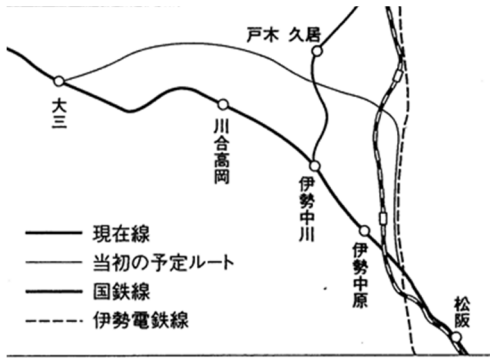 戸木 久居
大三
川合高岡
伊勢中川
伊勢中原
松阪
現在線
当初の予定ルート
国鉄線
伊勢電鉄線